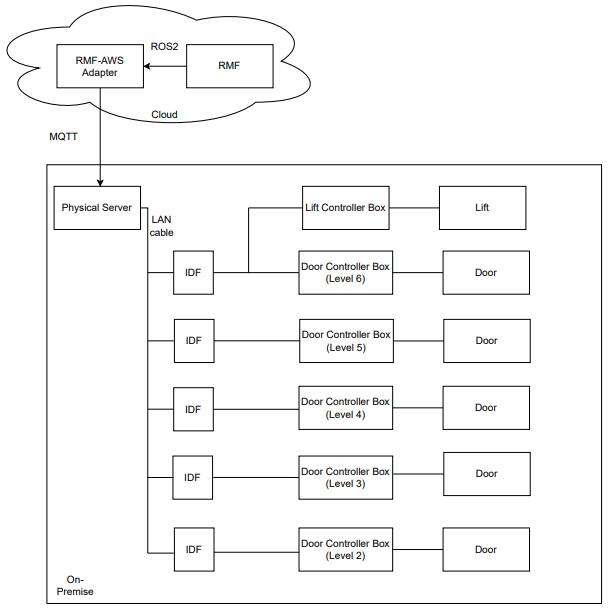 ROS2
RMF-AWS
Adapter
RMF
Cloud
MQTT
Physical Server
LAN
cable
Lift Controller Box
Lift
IDF
Door Controller Box
(Level 6)
Door
IDF
Door Controller Box
(Level 5)
Door
IDF
Door Controller Box
(Level 4)
Door
IDF
Door Controller Box
(Level 3)
Door
IDF
Door Controller Box
(Level 2)
Door
On-
Premise